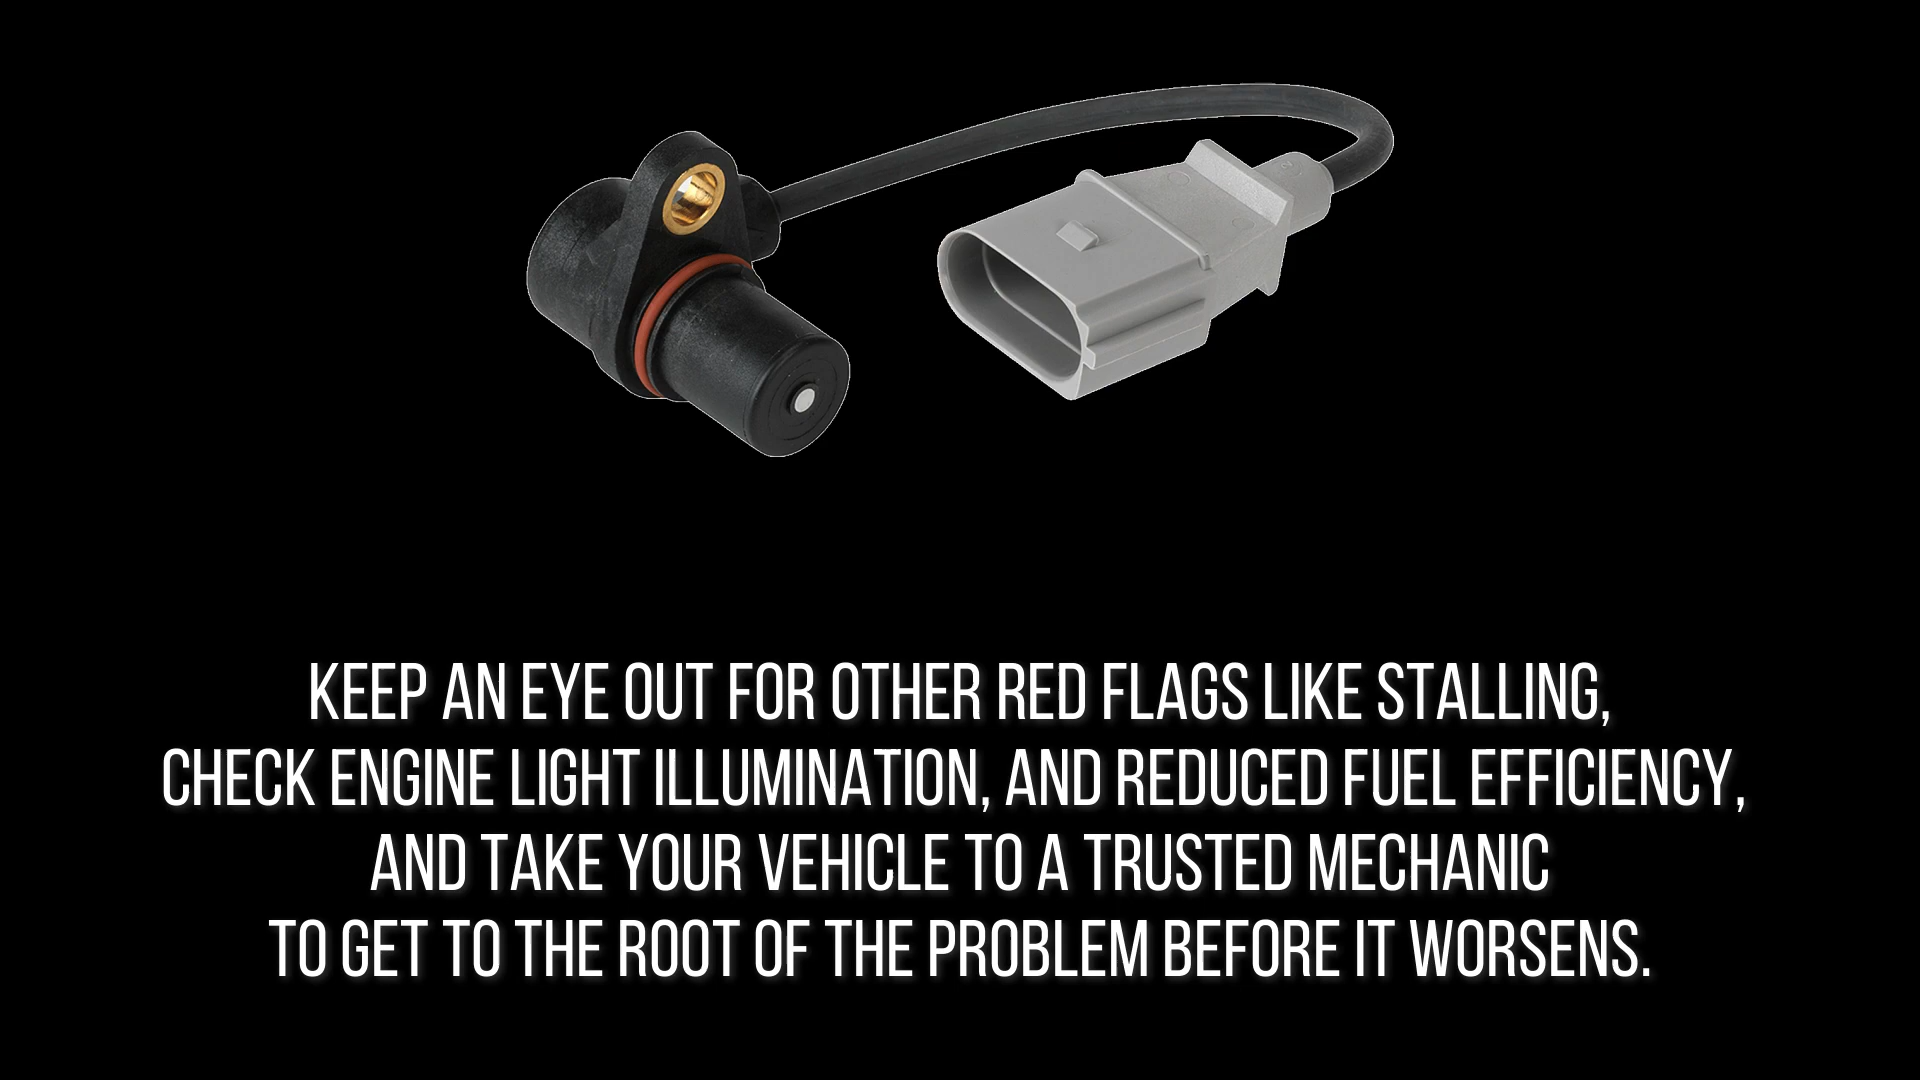 KEEP AN EYE OUT FOR OTHER RED FLAGS LIKE STALLING,
CHECK ENGINE LIGHT ILLUMINATION, AND REDUCED FUEL EFFICIENCY,
AND TAKE YOUR VEHICLE TO A TRUSTED MECHANIC
TO GET TO THE ROOT OF THE PROBLEM BEFORE IT WORSENS.